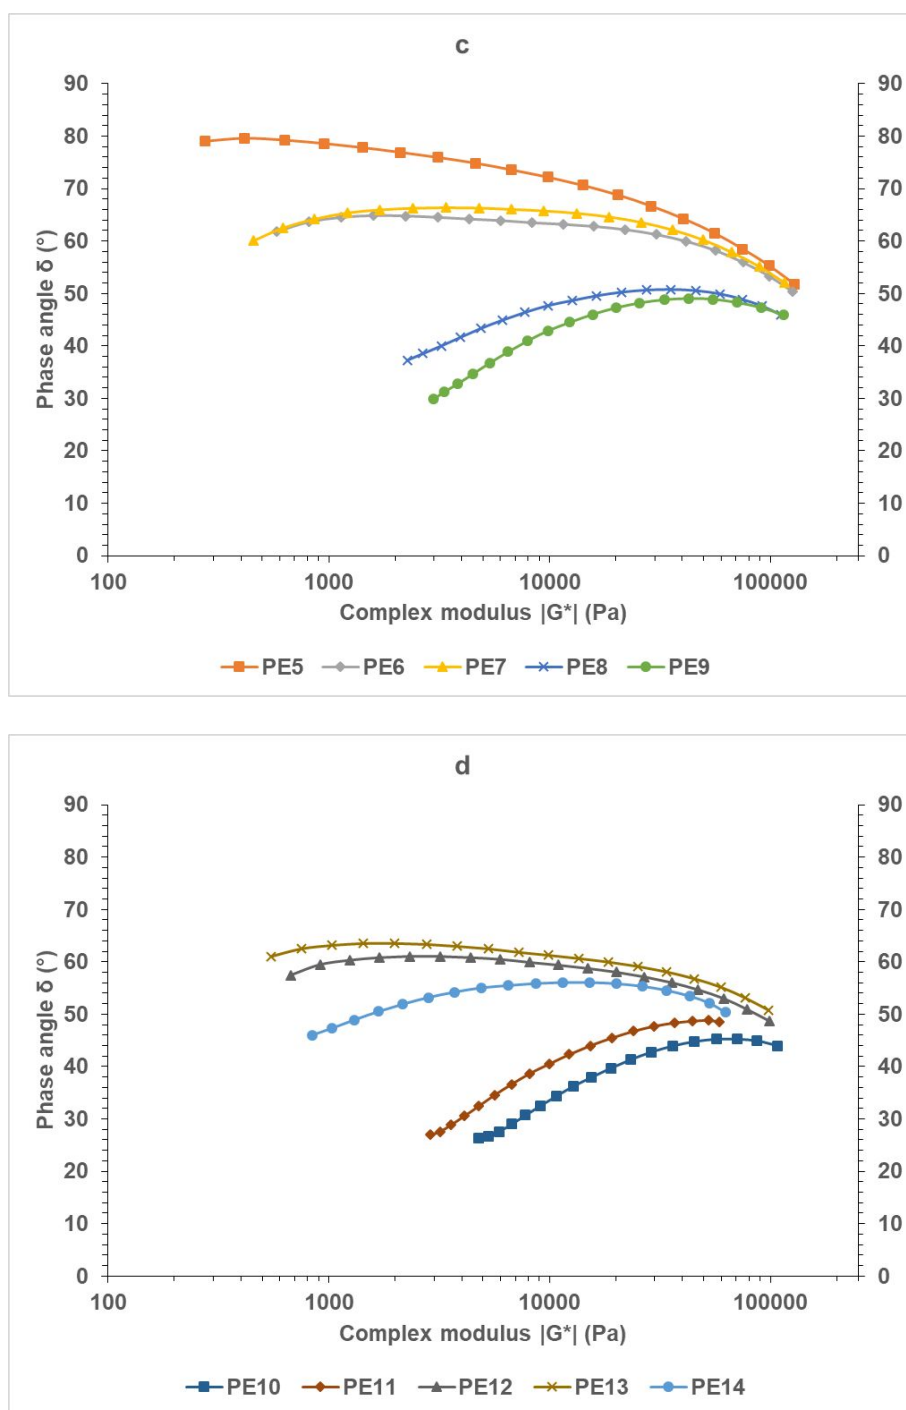 c
90 90
80 80
70 70
60 60
50 50
40 40
30 30
20 20
10 10
0 0
100 1000 10000 100000
Phase angle δ (°)
Complex modulus |G*| (Pa)
PE5 PE6 PE7 PE8 PE9
d
90 90
80 80
70 70
60 60
50 50
40 40
30 30
20 20
10 10
0 0
100 1000 10000 100000
Phase angle δ (°)
Complex modulus |G*| (Pa)
PE10 PE11 PE12 PE13 PE14